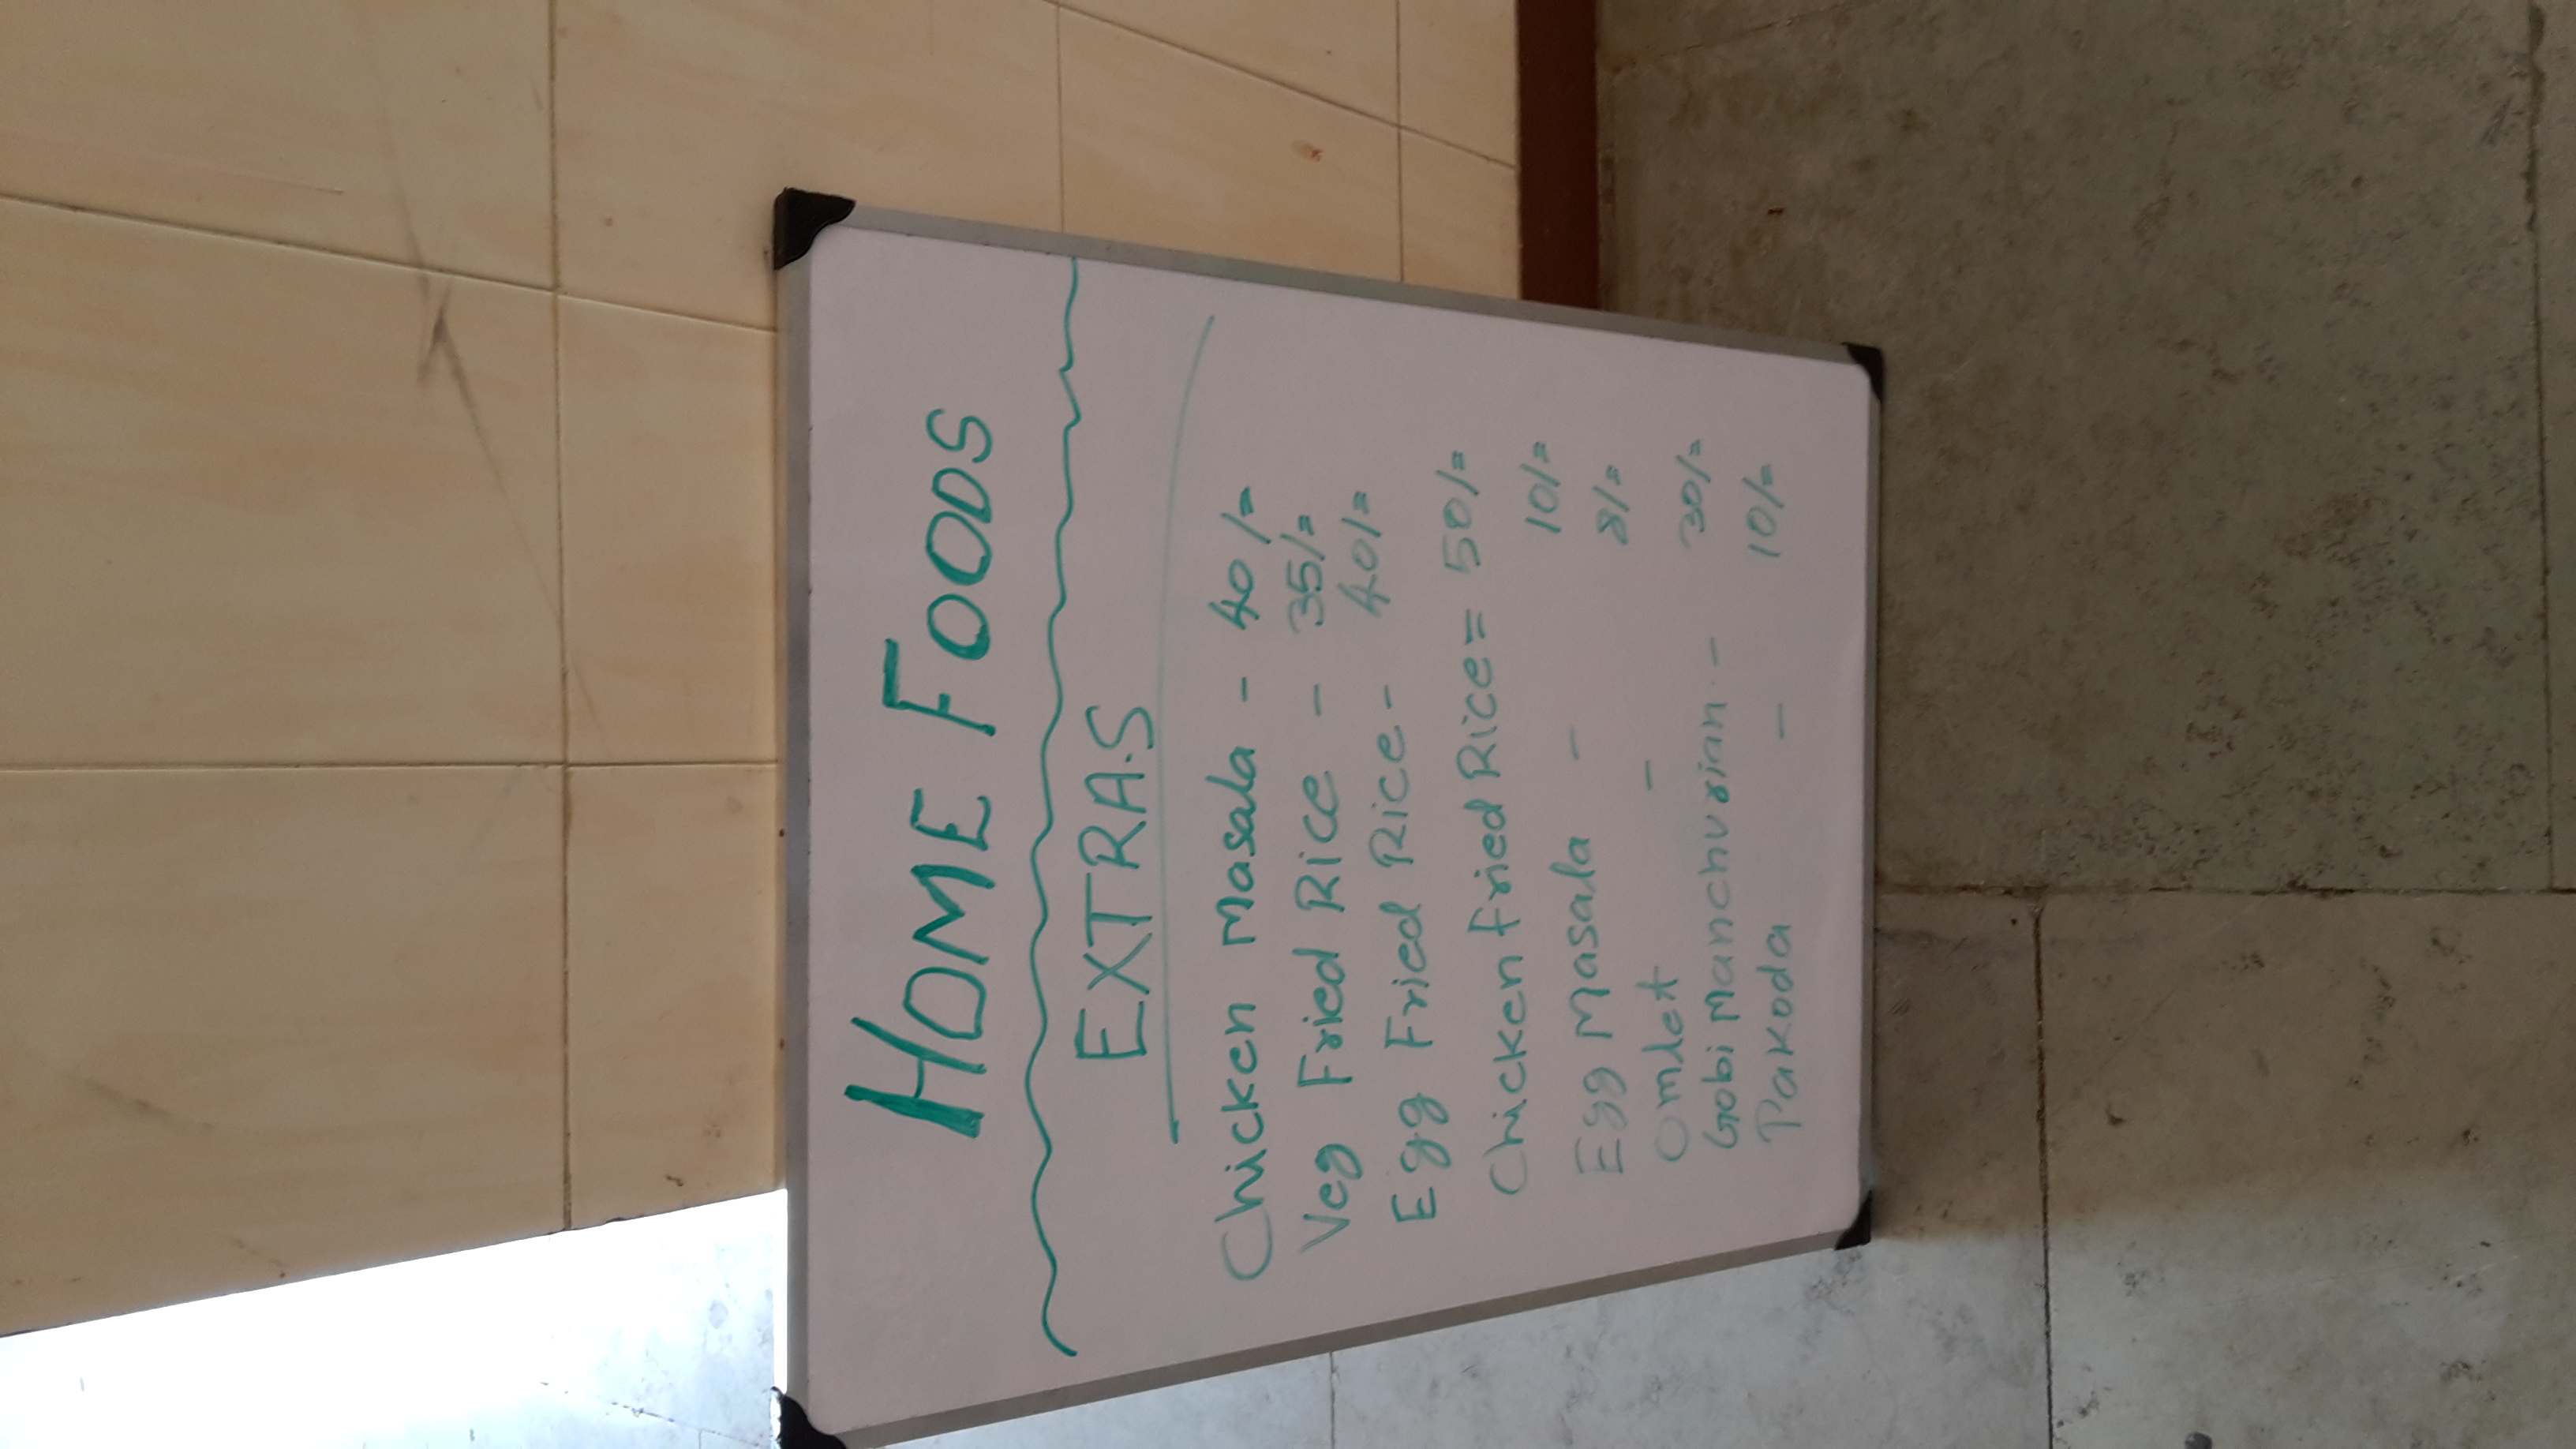 HOME FOODS
EXTRAS
Chicken Masala - 40/=
Veg Fried Rice - 35/=
Egg Fried Rice - 40/=
Chicken Fried Rice = 50/=
Egg Masala - 10/=
Omlet - 8/=
Gobi Manchurian - 30/=
Pakoda - 10/=